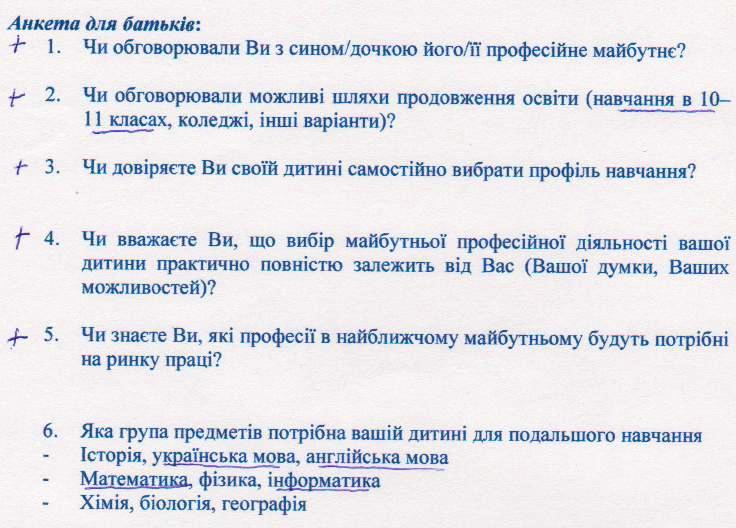 Анкета для батьків:
+ 1. Чи обговорювали Ви з сином/дочкою його/її професійне майбутнє?
+ 2. Чи обговорювали можливі шляхи продовження освіти (навчання в 10–
11 класах, коледжі, інші варіанти)?
+ 3. Чи довіряєте Ви своїй дитині самостійно вибрати профіль навчання?
+ 4. Чи вважаєте Ви, що вибір майбутньої професійної діяльності вашої
дитини практично повністю залежить від Вас (Вашої думки, Ваших
можливостей)?
+ 5. Чи знаєте Ви, які професії в найближчому майбутньому будуть потрібні
на ринку праці?
6. Яка група предметів потрібна вашій дитині для подальшого навчання
- Історія, українська мова, англійська мова
- Математика, фізика, інформатика
- Хімія, біологія, географія